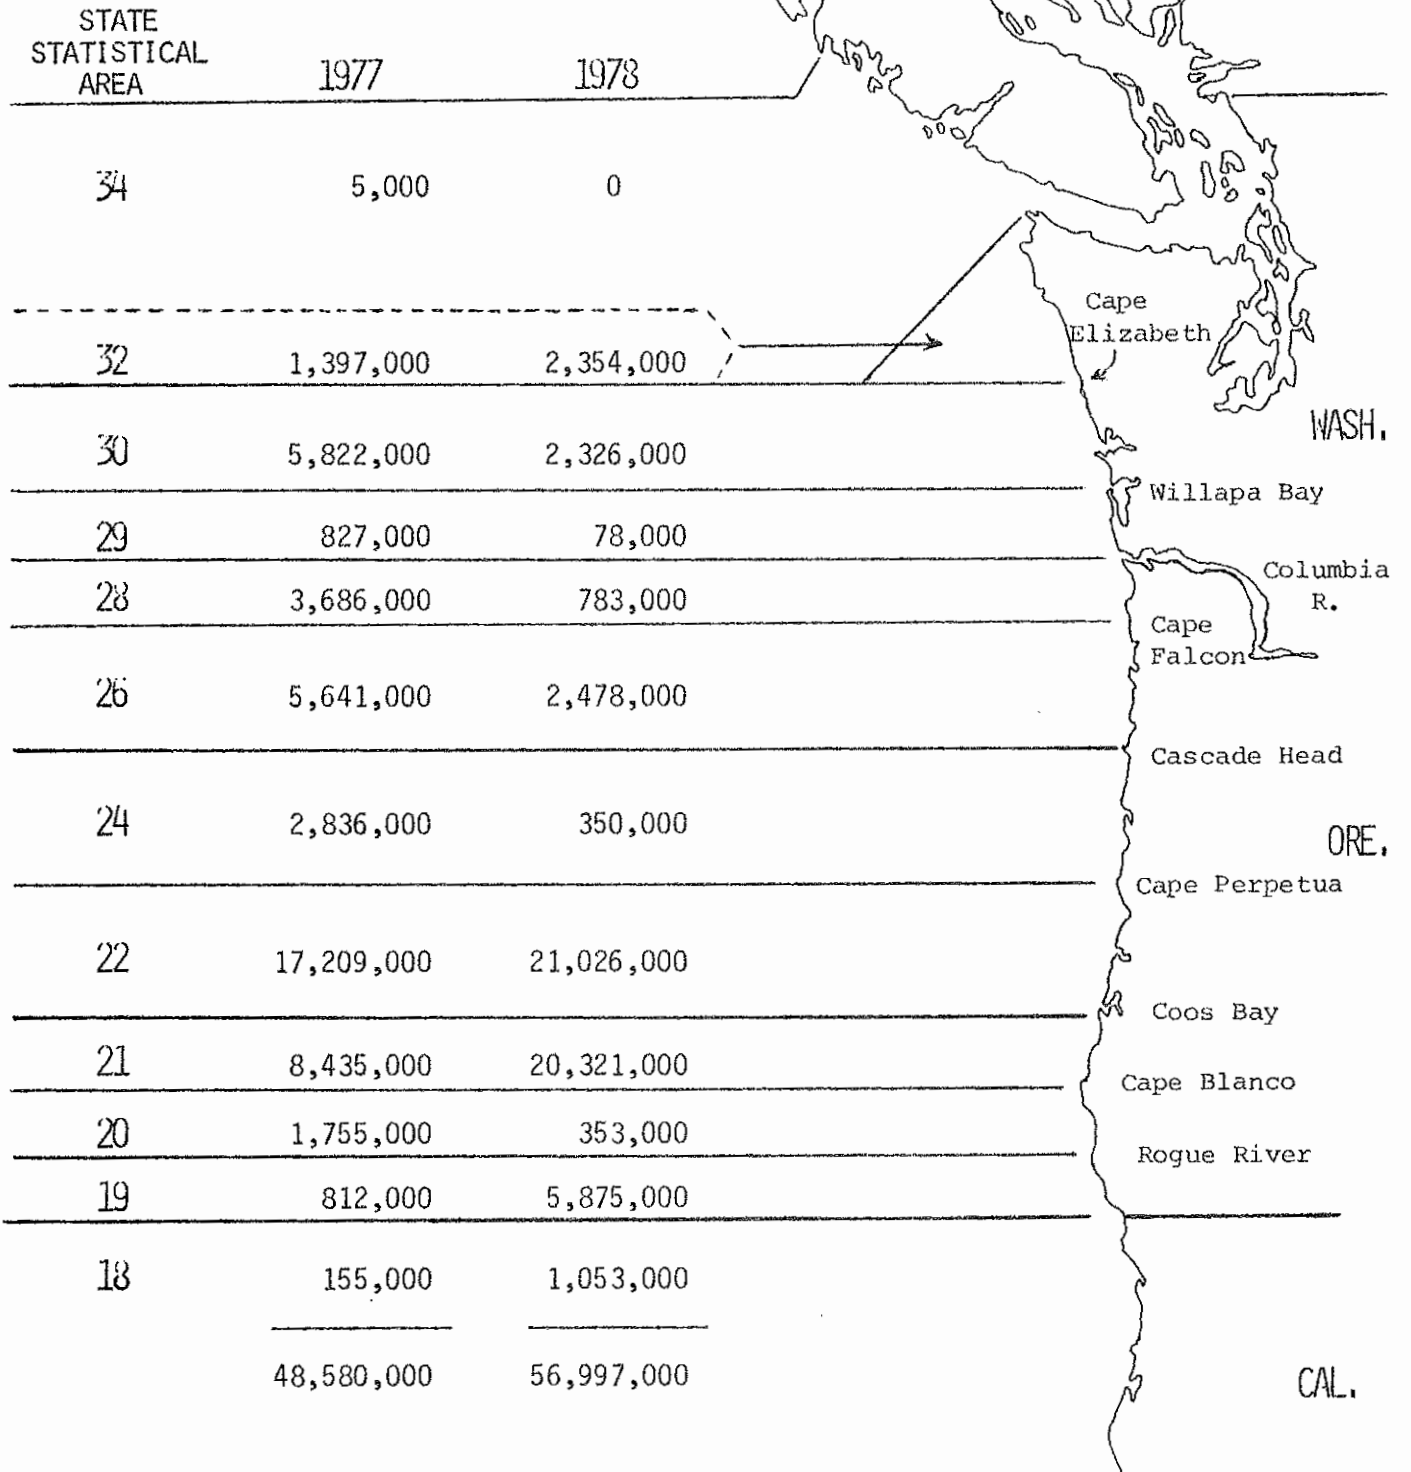 STATE
STATISTICAL
AREA 1977 1978
34 5,000 0
Cape
Elizabeth
32 1,397,000 2,354,000
WASH.
30 5,822,000 2,326,000
Willapa Bay
29 827,000 78,000
Columbia
R.
28 3,686,000 783,000
Cape
Falcon
26 5,641,000 2,478,000
Cascade Head
24 2,836,000 350,000
ORE.
Cape Perpetua
22 17,209,000 21,026,000
Coos Bay
21 8,435,000 20,321,000
Cape Blanco
20 1,755,000 353,000
Rogue River
19 812,000 5,875,000
18 155,000 1,053,000
48,580,000 56,997,000
CAL.